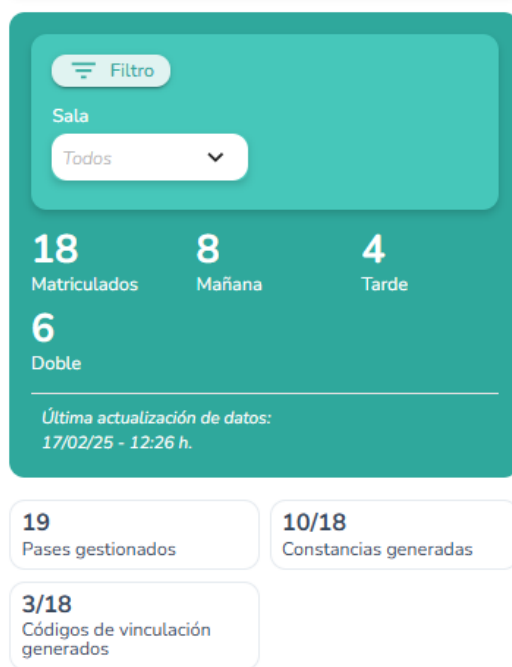 Filtro
Sala
Todos
18 8 4
Matriculados Mañana Tarde
6
Doble
Última actualización de datos:
17/02/25 - 12:26 h.
19 10/18
Pases gestionados Constancias generadas
3/18
Códigos de vinculación
generados